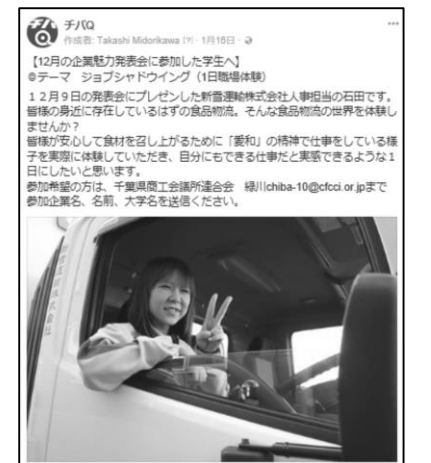 チバQ
作成者: Takashi Midorikawa [?]・1月16日・
【12月の企業魅力発表会に参加した学生へ】
◎テーマ ジョブシャドウイング（1日職場体験）
１２月９日の発表会にプレゼンした新雪運輸株式会社人事担当の石田です。
皆様の身近に存在しているはずの食品物流。そんな食品物流の世界を体験し
ませんか？
皆様が安心して食材を召し上がるために「愛和」の精神で仕事をしている様
子を実際に体験していただき、自分にもできる仕事だと実感できるような１
日にしたいと思います。
参加希望の方は、千葉県商工会議所連合会 緑川chiba-10@cfcci.or.jpまで
参加企業名、名前、大学名を送信ください。